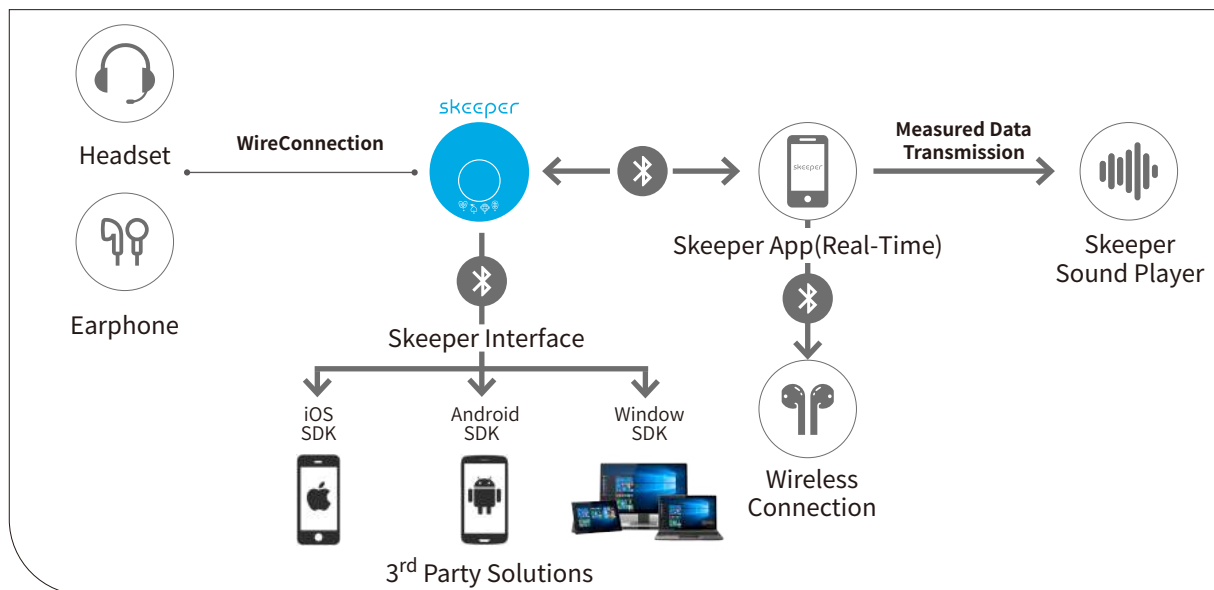 skeeper
Headset
WireConnection
Earphone
skeeper
Skeeper App(Real-Time)
Measured Data
Transmission
Skeeper
Sound Player
Skeeper Interface
iOS
SDK
Android
SDK
Window
SDK
Wireless
Connection
3rd Party Solutions